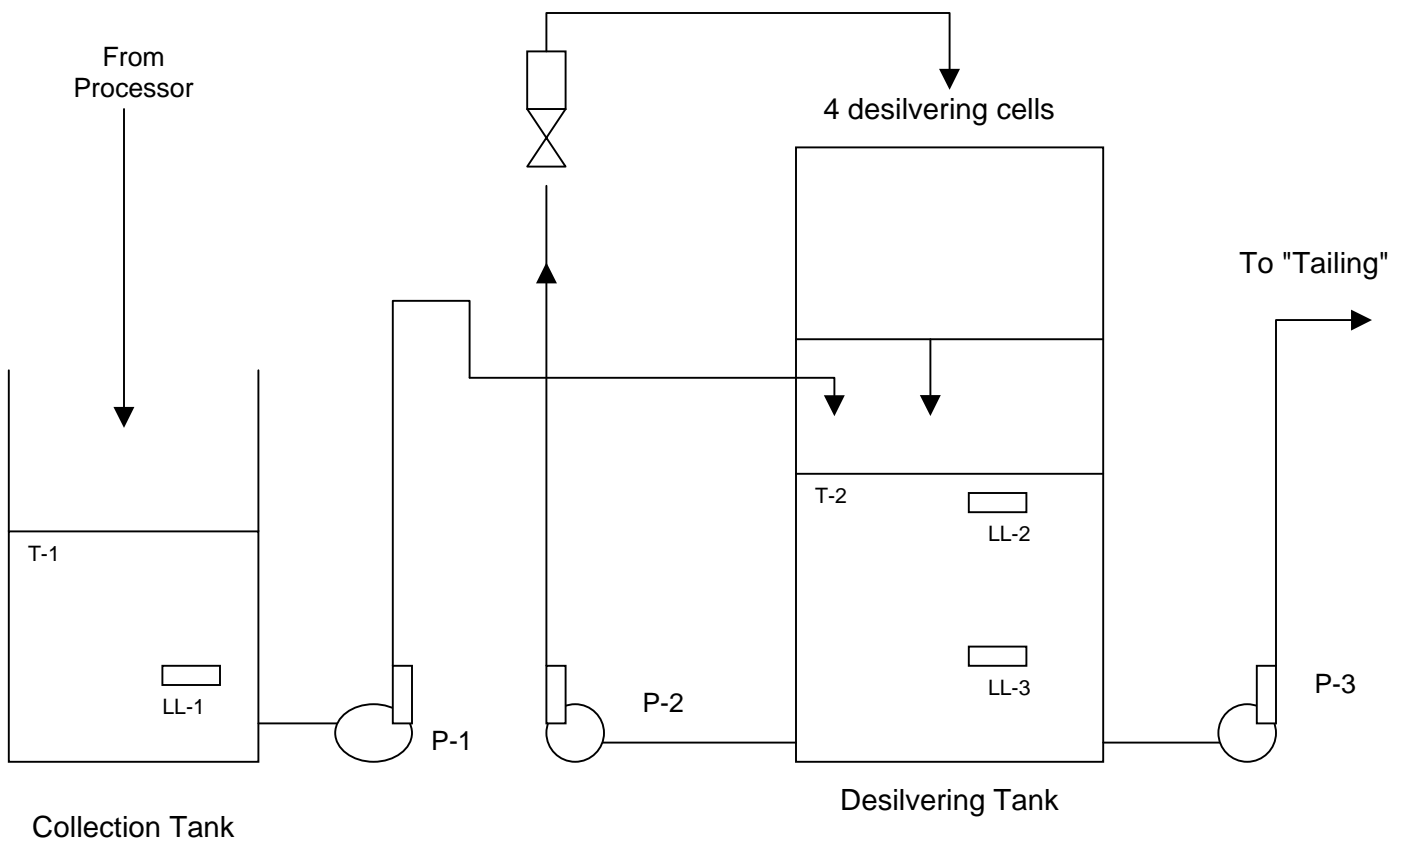 From
Processor
4 desilvering cells
To "Tailing"
T-2
LL-2
T-1
LL-3
P-3
LL-1
P-2
P-1
Desilvering Tank
Collection Tank